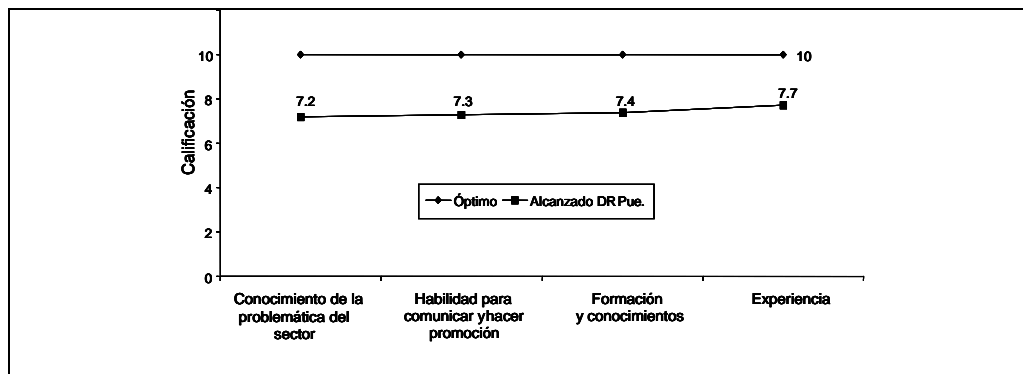 Calificación
10
8
6
4
2
0
10
7.2
7.3
7.4
7.7
Óptimo
Alcanzado DR Pue.
Conocimiento de la
problemática del
sector
Habilidad para
comunicar yhacer
promoción
Formación
y conocimientos
Experiencia